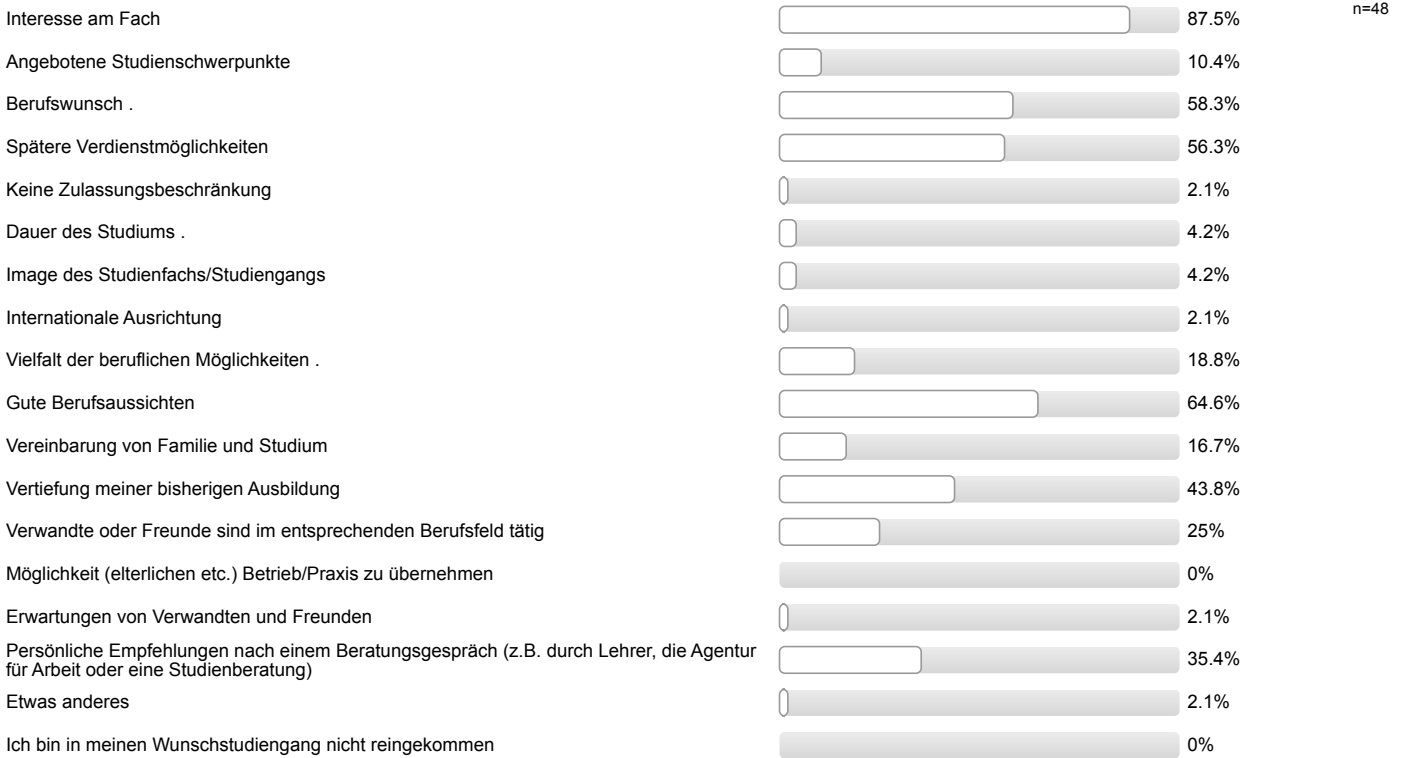 Interesse am Fach 87.5% n=48
Angebotene Studienschwerpunkte 10.4%
Berufswunsch . 58.3%
Spätere Verdienstmöglichkeiten 56.3%
Keine Zulassungsbeschränkung 2.1%
Dauer des Studiums . 4.2%
Image des Studienfachs/Studiengangs 4.2%
Internationale Ausrichtung 2.1%
Vielfalt der beruflichen Möglichkeiten . 18.8%
Gute Berufsaussichten 64.6%
Vereinbarung von Familie und Studium 16.7%
Vertiefung meiner bisherigen Ausbildung 43.8%
Verwandte oder Freunde sind im entsprechenden Berufsfeld tätig 25%
Möglichkeit (elterlichen etc.) Betrieb/Praxis zu übernehmen 0%
Erwartungen von Verwandten und Freunden 2.1%
Persönliche Empfehlungen nach einem Beratungsgespräch (z.B. durch Lehrer, die Agentur
für Arbeit oder eine Studienberatung) 35.4%
Etwas anderes 2.1%
Ich bin in meinen Wunschstudiengang nicht reingekommen 0%